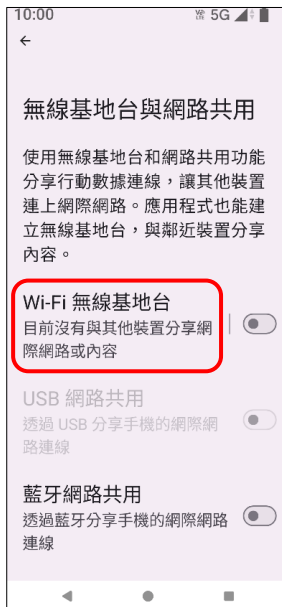 10:00
5G
無線基地台與網路共用
使用無線基地台和網路共用功能
分享行動數據連線，讓其他裝置
連上網際網路。應用程式也能建
立無線基地台，與鄰近裝置分享
內容。
Wi-Fi 無線基地台
目前沒有與其他裝置分享網
際網路或內容
USB 網路共用
透過 USB 分享手機的網際網
路連線
藍牙網路共用
透過藍牙分享手機的網際網路
連線